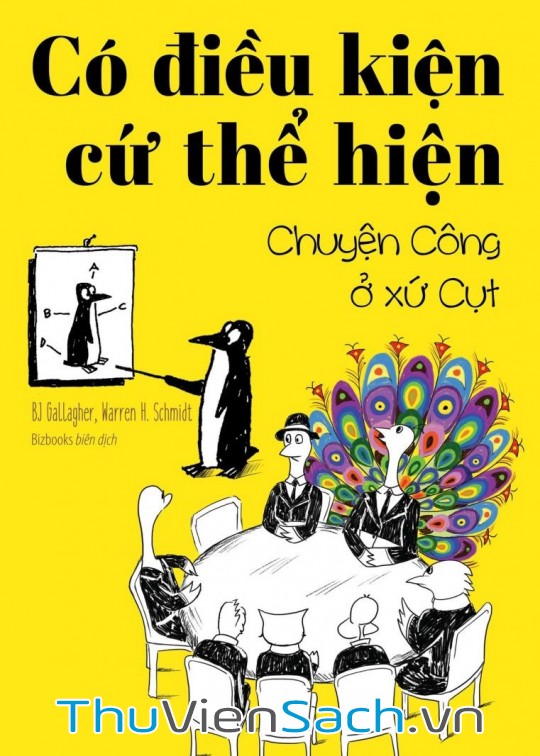 Có điều kiện
cứ thể hiện
Chuyện Công
ở xứ Cụt
A
B
C
D
BJ Gallagher, Warren H. Schmidt
Bizbooks biên dịch
ThuVienSach.vn